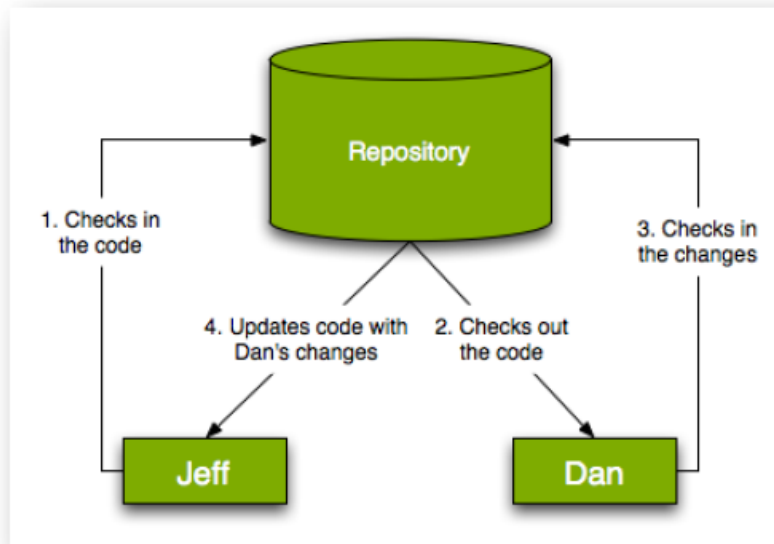 Repository
1. Checks in
the code
3. Checks in
the changes
4. Updates code with
Dan's changes
2. Checks out
the code
Jeff
Dan